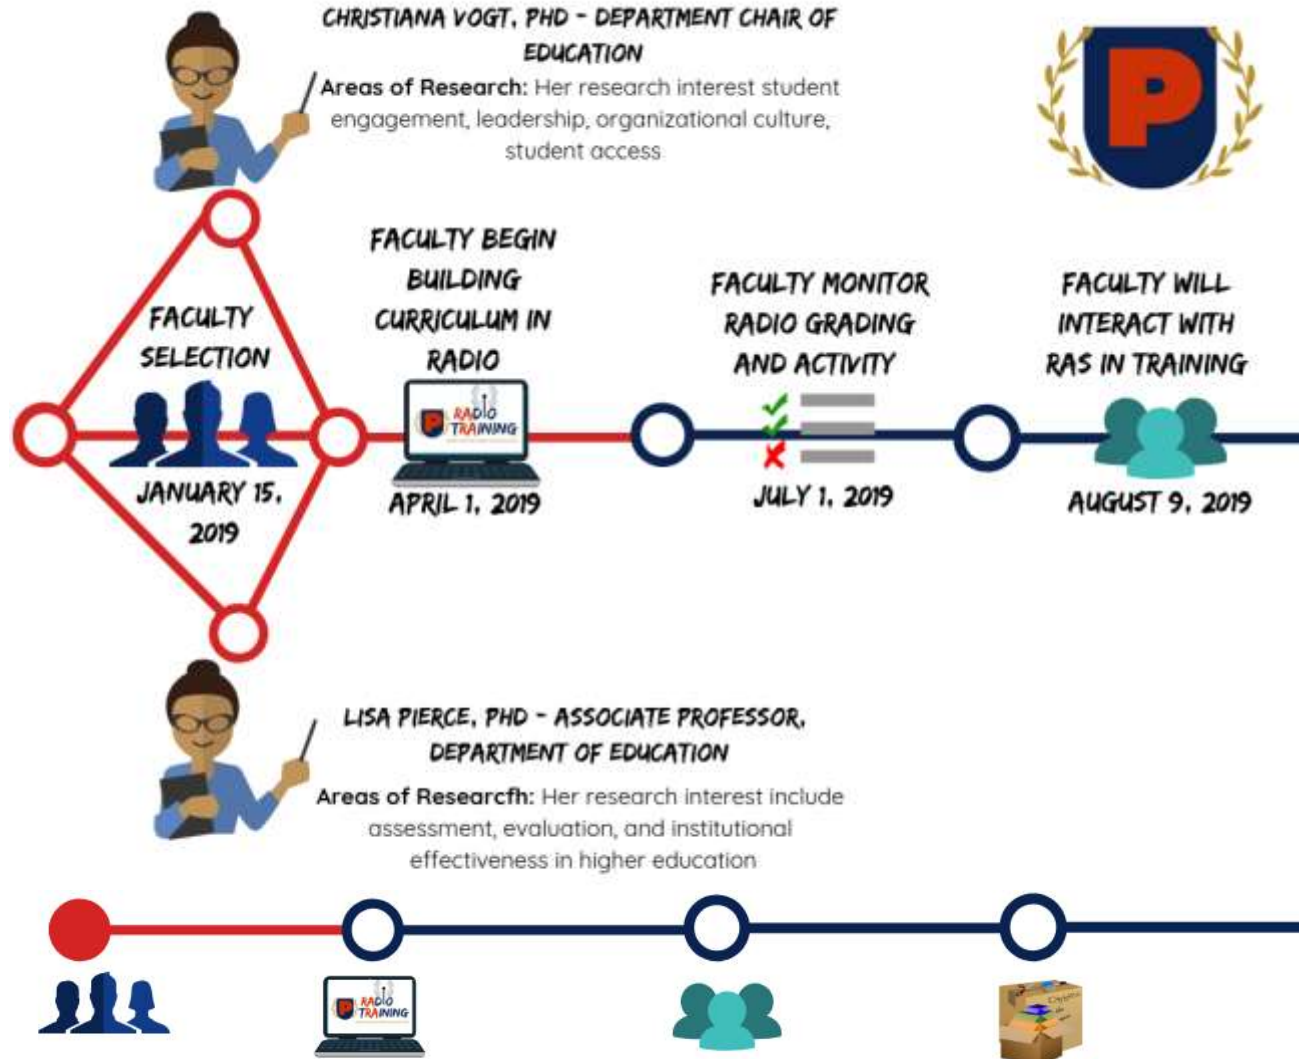 CHRISTIANA VOGT, PHD - DEPARTMENT CHAIR OF
EDUCATION
Areas of Research: Her research interest student
engagement, leadership, organizational culture,
student access
P
FACULTY
SELECTION
JANUARY 15,
2019
FACULTY BEGIN
BUILDING
CURRICULUM IN
RADIO
P RADIO
TRAINING
APRIL 1, 2019
FACULTY MONITOR
RADIO GRADING
AND ACTIVITY
JULY 1, 2019
FACULTY WILL
INTERACT WITH
RAS IN TRAINING
AUGUST 9, 2019
LISA PIERCE, PHD - ASSOCIATE PROFESSOR,
DEPARTMENT OF EDUCATION
Areas of Researcfh: Her research interest include
assessment, evaluation, and institutional
effectiveness in higher education
P RADIO
TRAINING